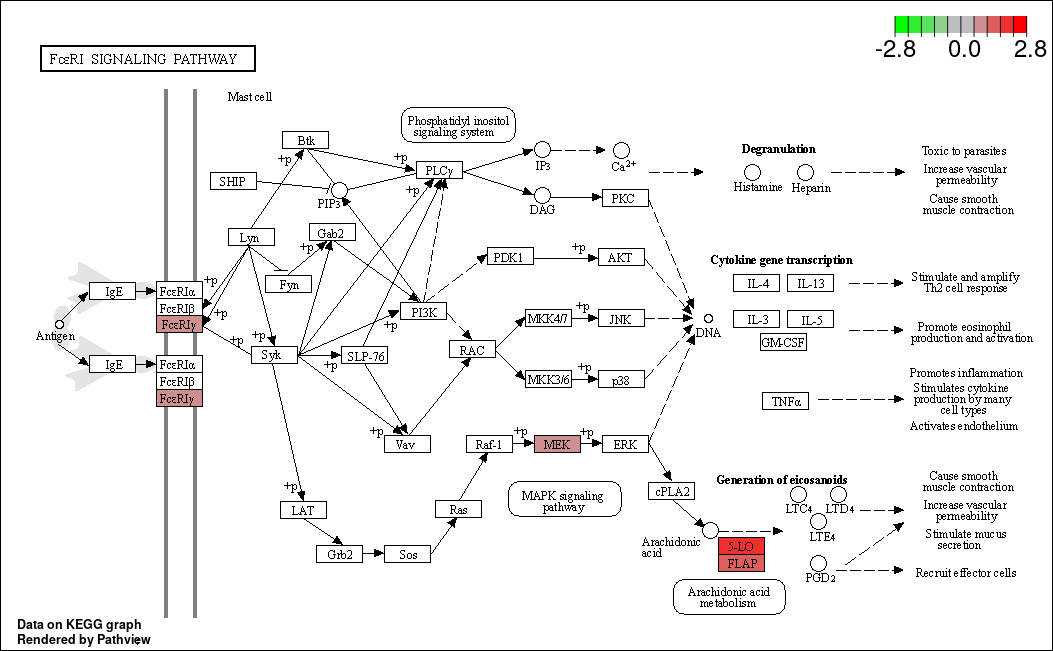 -2.8 0.0 2.8
FcεRI SIGNALING PATHWAY
Mast cell
Phosphatidyl inositol
signaling system
Btk
+p
+p
PLCγ
+p
SHIP
PIP3
IP3
Ca2+
DAG
PKC
Degranulation
Histamine
Heparin
Toxic to parasites
Increase vascular
permeability
Cause smooth
muscle contraction
Lyn
Gab2
+p
Fyn
PDK1
+p
AKT
Cytokine gene transcription
IL-4
IL-13
IL-3
IL-5
GM-CSF
TNFα
Stimulate and amplify
Th2 cell response
Promote eosinophil
production and activation
Promotes inflammation
Stimulates cytokine
production by many
cell types
Activates endothelium
Antigen
IgE
FcεRIα
FcεRIβ
FcεRIγ
+p
+p
IgE
FcεRIα
FcεRIβ
FcεRIγ
+p
Syk
+p
SLP-76
+p
PI3K
RAC
MKK4/7
+p
JNK
MKK3/6
+p
p38
DNA
+p
Vav
Raf-1
+p
MEK
+p
ERK
MAPK signaling
pathway
+p
LAT
Grb2
Sos
Ras
cPLA2
Arachidonic
acid
5-LO
FLAP
Arachidonic acid
metabolism
Generation of eicosanoids
LTC4
LTD4
LTE4
PGD2
Cause smooth
muscle contraction
Increase vascular
permeability
Stimulate mucus
secretion
Recruit effector cells
Data on KEGG graph
Rendered by Pathview